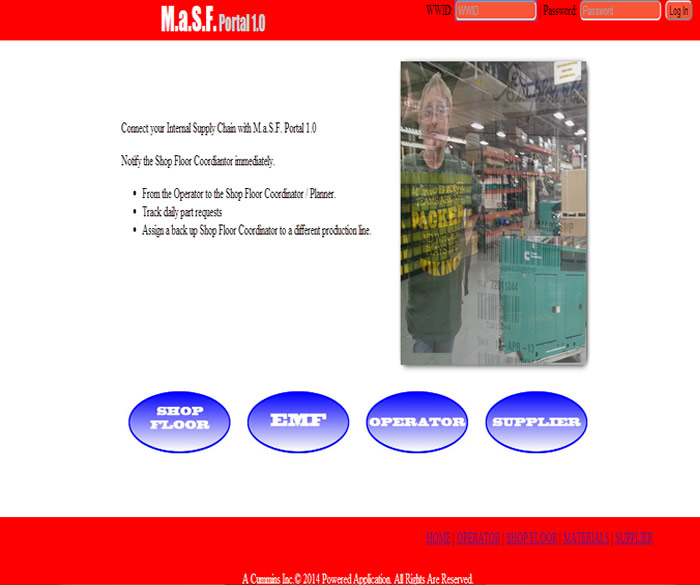 M.a.S.F. Portal 1.0
WWID: WWID | Password: Password Log In
Connect your Internal Supply Chain with M.a.S.F. Portal 1.0
Notify the Shop Floor Coordiantor immediately.
• From the Operator to the Shop Floor Coordinator / Planner.
• Track daily part requests
• Assign a back up Shop Floor Coordinator to a different production line.
PACKER
VIKING
SHOP
FLOOR
EMF
OPERATOR
SUPPLIER
HOME | OPERATOR | SHOP FLOOR | MATERIALS | SUPPLIER
A Cummins Inc.© 2014 Powered Application. All Rights Are Reserved.